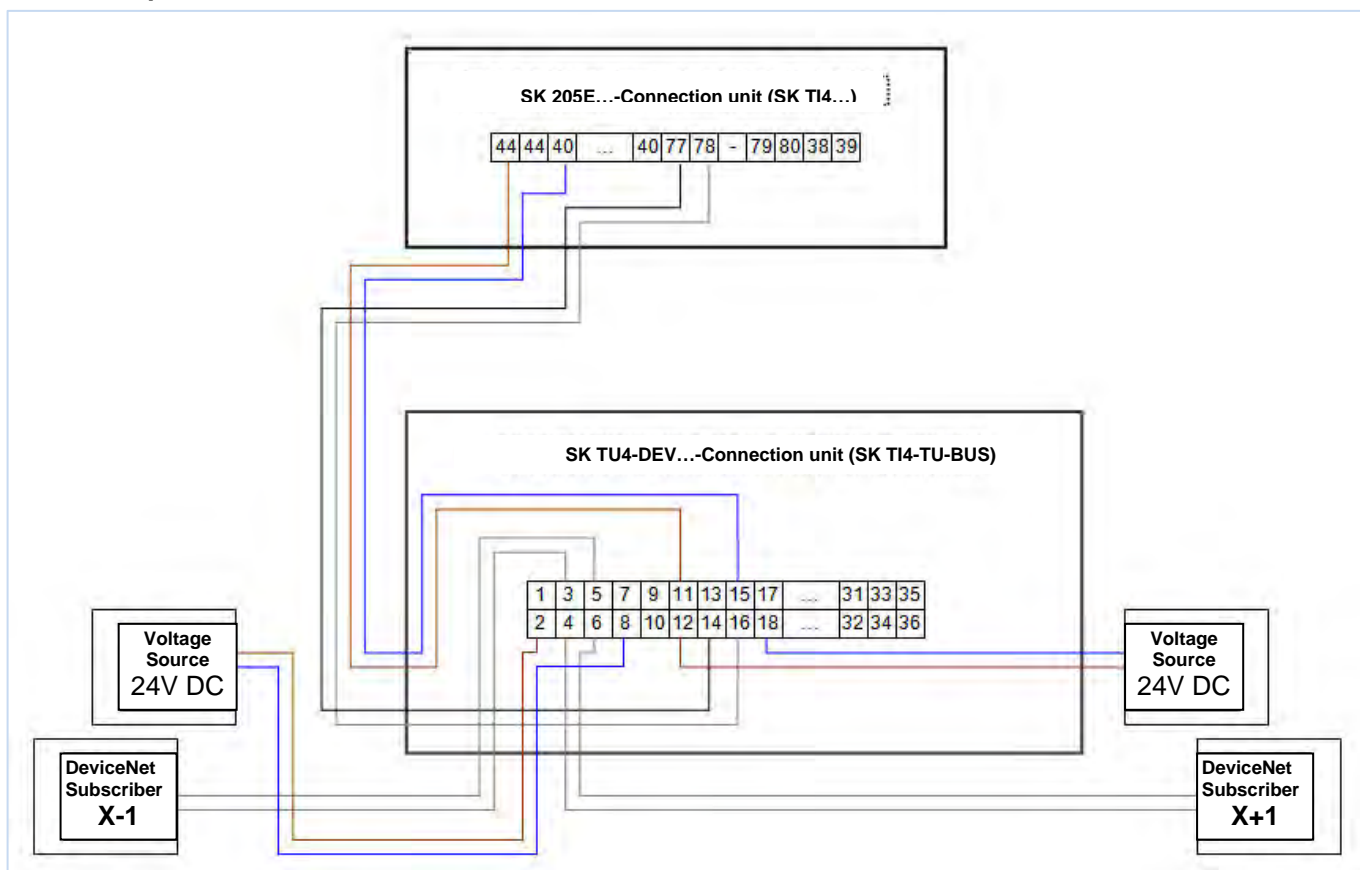 SK 205E…-Connection unit (SK TI4…)
44 44 40 … 40 77 78 - 79 80 38 39
SK TU4-DEV…-Connection unit (SK TI4-TU-BUS)
1 3 5 7 9 11 13 15 17 … 31 33 35
2 4 6 8 10 12 14 16 18 … 32 34 36
Voltage
Source
24V DC
Voltage
Source
24V DC
DeviceNet
Subscriber
X-1
DeviceNet
Subscriber
X+1